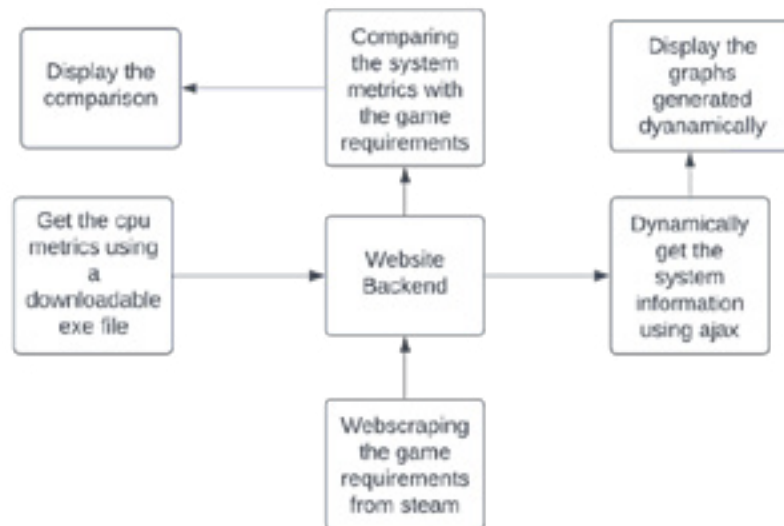 Display the
comparison
Comparing
the system
metrics with
the game
requirements
Display the
graphs
generated
dyanamically
Get the cpu
metrics using
a
downloadable
exe file
Website
Backend
Dynamically
get the
system
information
using ajax
Webscraping
the game
requirements
from steam